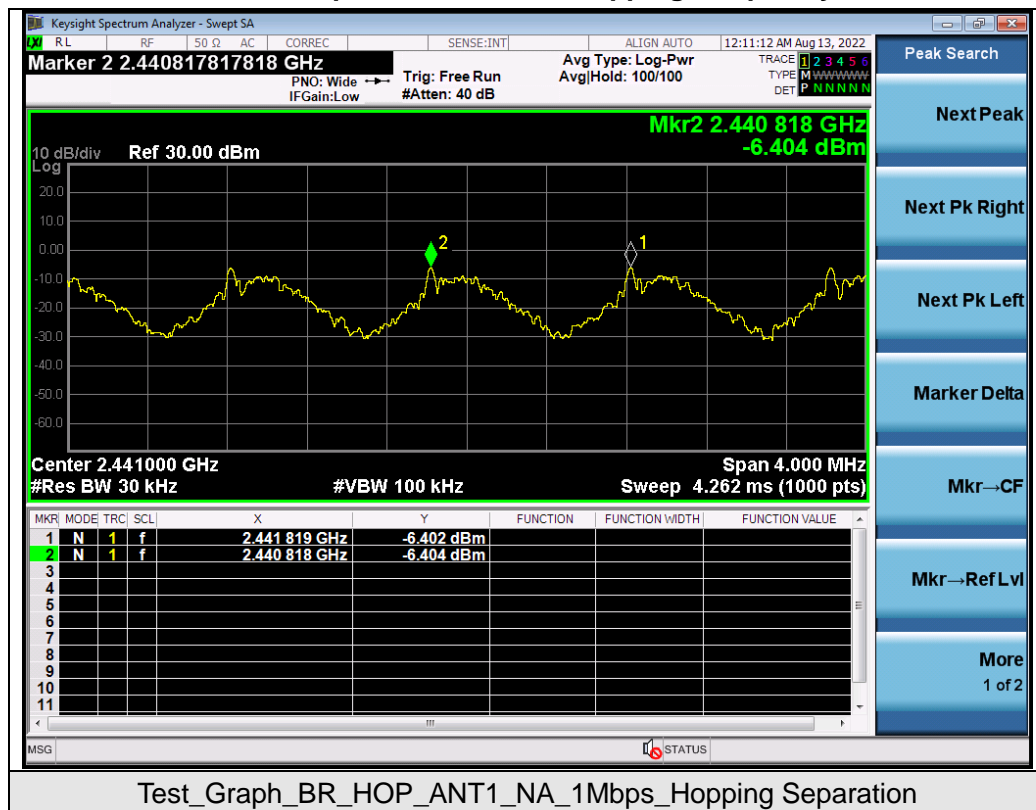 Keysight Spectrum Analyzer - Swept SA
LXI RL RF 50 Ω AC CORREC SENSE:INT ALIGN AUTO 12:11:12 AM Aug 13, 2022
Marker 2 2.440817817818 GHz
PNO: Wide
IFGain:Low
Trig: Free Run
#Atten: 40 dB
Avg Type: Log-Pwr
Avg|Hold: 100/100
TRACE 1 2 3 4 5 6
TYPE M WWWWW
DET P N N N N N
Mkr2 2.440 818 GHz
-6.404 dBm
10 dB/div Ref 30.00 dBm
Log
20.0
10.0
0.00
-10.0
-20.0
-30.0
-40.0
-50.0
-60.0
2
1
Center 2.441000 GHz Span 4.000 MHz
#Res BW 30 kHz #VBW 100 kHz Sweep 4.262 ms (1000 pts)
MKR MODE TRC SCL X Y FUNCTION FUNCTION WIDTH FUNCTION VALUE
1 N 1 f 2.441 819 GHz -6.402 dBm
2 N 1 f 2.440 818 GHz -6.404 dBm
3
4
5
6
7
8
9
10
11
MSG STATUS
Peak Search
Next Peak
Next Pk Right
Next Pk Left
Marker Delta
Mkr→CF
Mkr→Ref Lvl
More
1 of 2
Test_Graph_BR_HOP_ANT1_NA_1Mbps_Hopping Separation